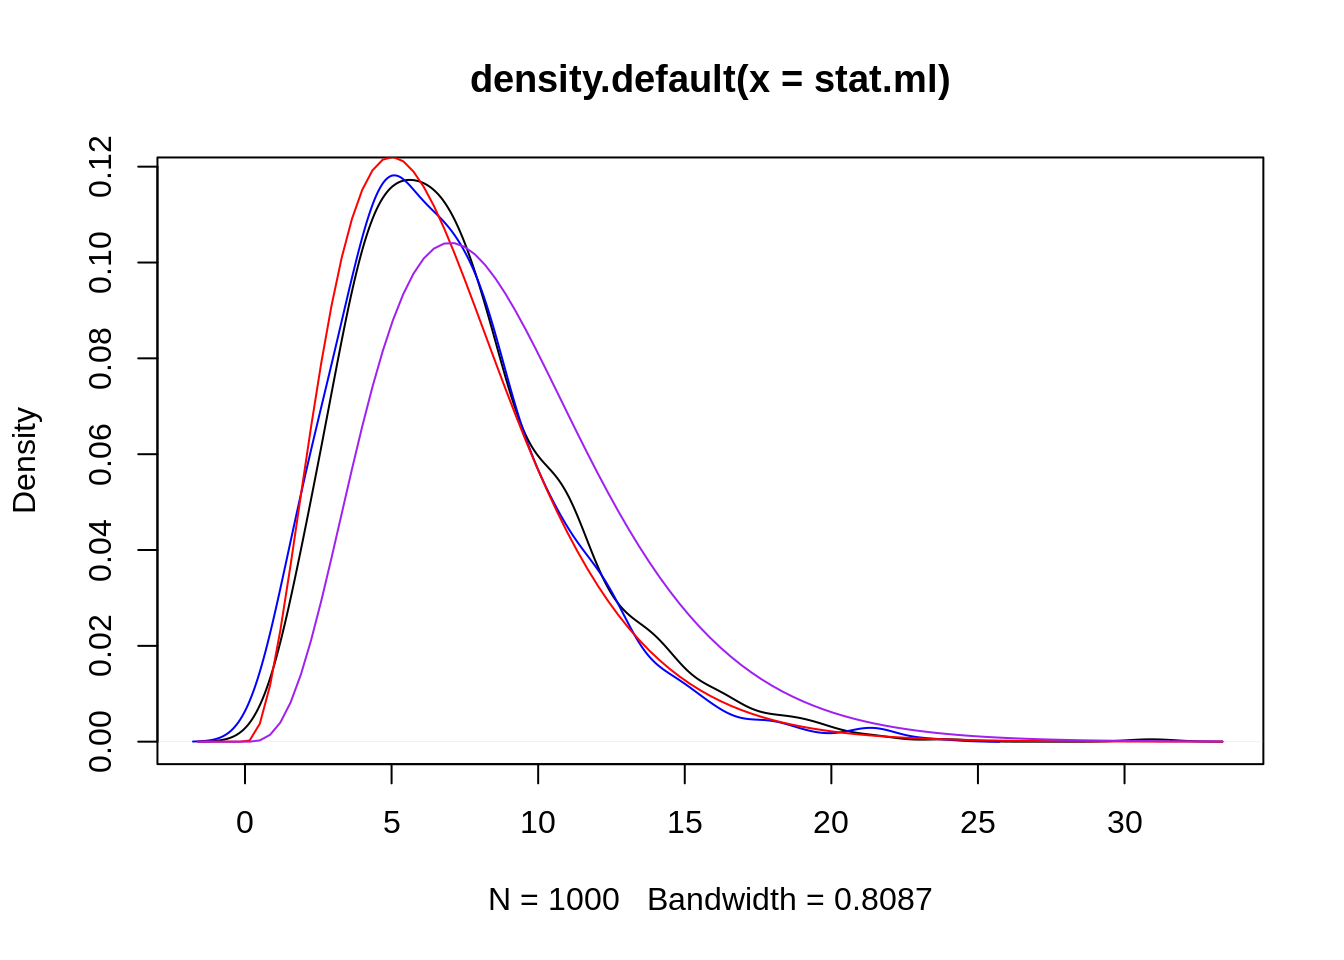 density.default(x = stat.ml)
0.12
0.10
0.08
0.06
0.04
0.02
0.00
Density
0 5 10 15 20 25 30
N = 1000 Bandwidth = 0.8087